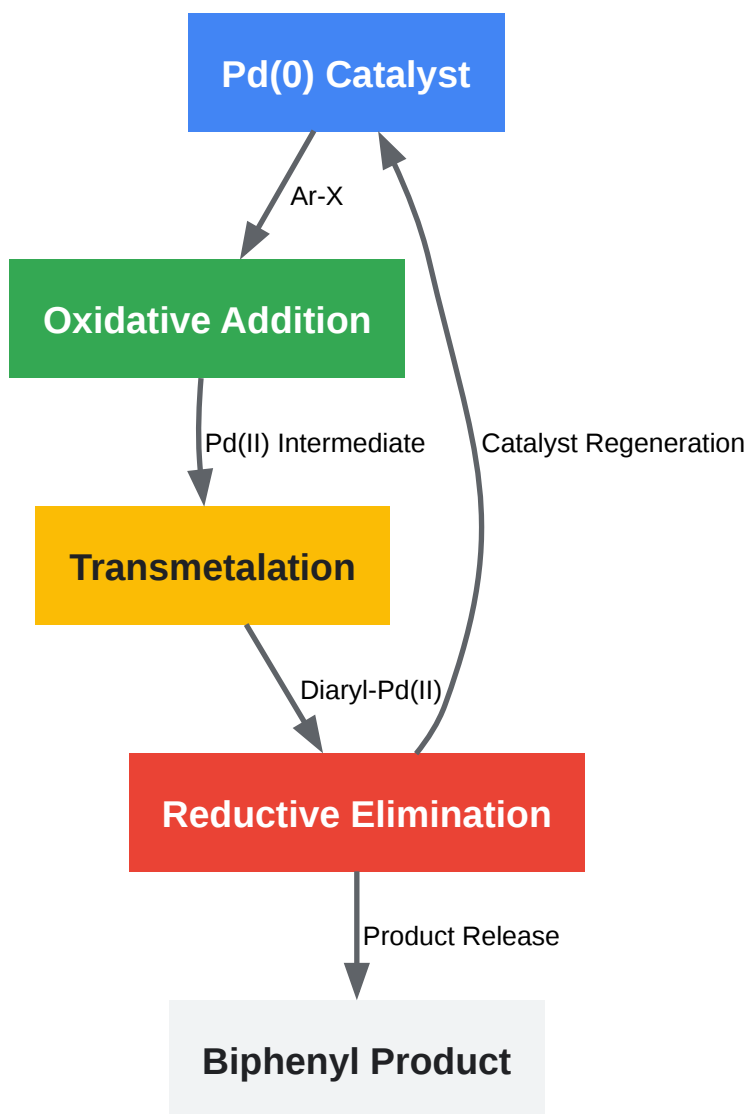 Pd(0) Catalyst
Ar-X
Oxidative Addition
Pd(II) Intermediate
Catalyst Regeneration
Transmetalation
Diaryl-Pd(II)
Reductive Elimination
Product Release
Biphenyl Product